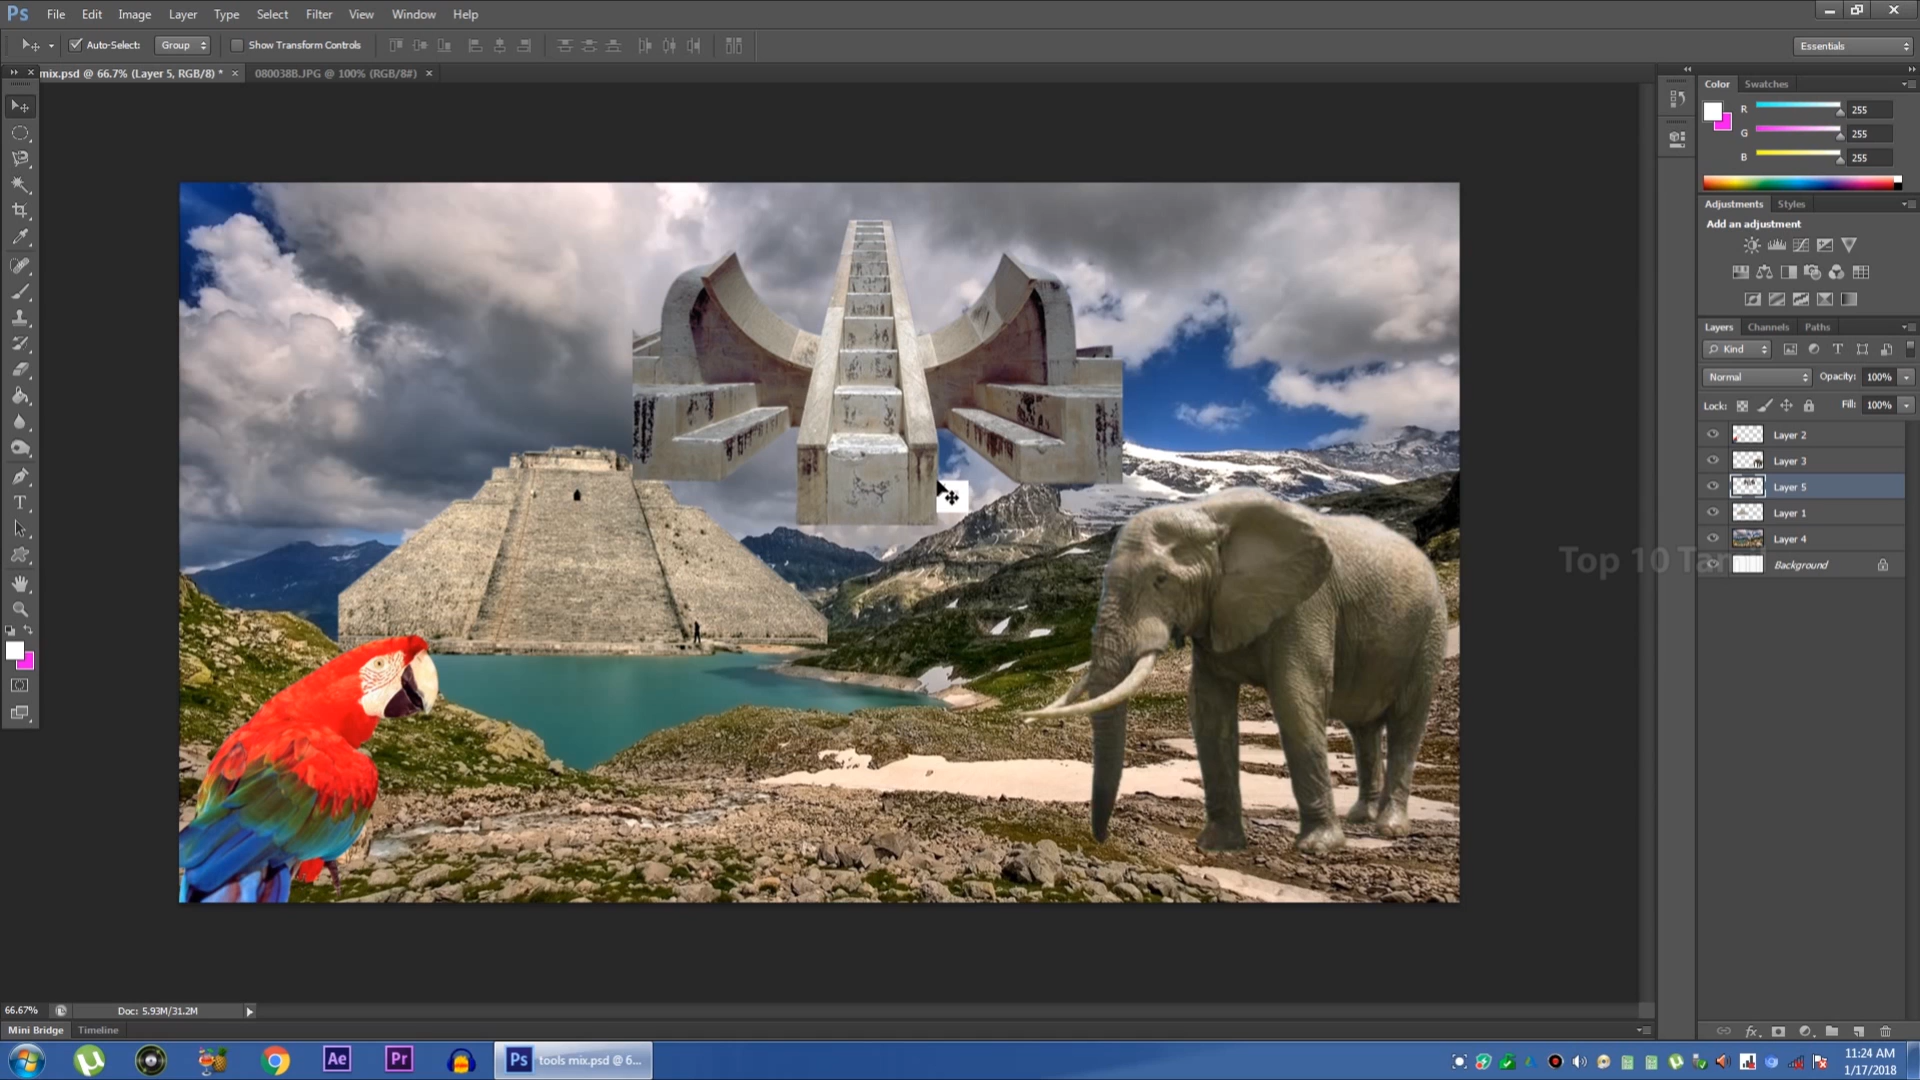 Ps File Edit Image Layer Type Select Filter View Window Help
Auto-Select: Group Show Transform Controls Essentials
mix.psd @ 66.7% (Layer 5, RGB/8) * × 080038B.JPG @ 100% (RGB/8#) ×
Color Swatches
R 255
G 255
B 255
Adjustments Styles
Add an adjustment
Layers Channels Paths
Kind
Normal Opacity: 100%
Lock: Fill: 100%
Layer 2
Layer 3
Layer 5
Layer 1
Layer 4
Background
Top 10 Ta
66.67% Doc: 5.93M/31.2M
Mini Bridge Timeline
Ae Pr Ps tools mix.psd @ 6...
11:24 AM
1/17/2018